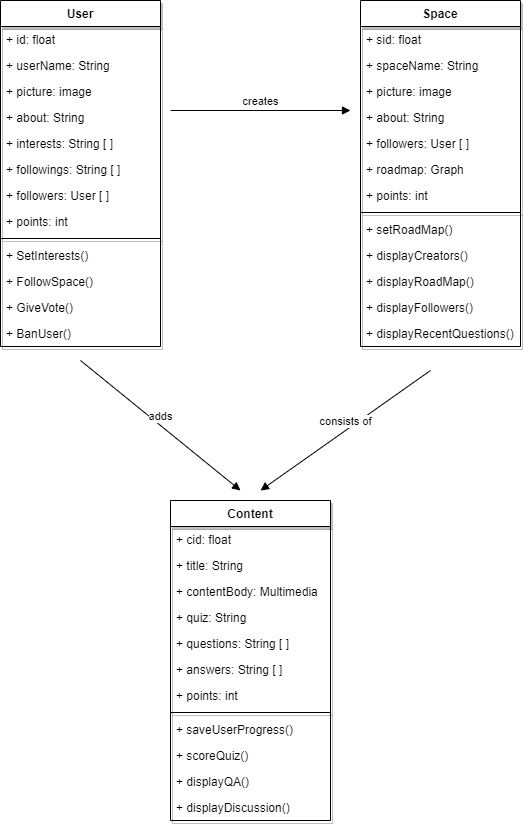 User
+ id: float
+ userName: String
+ picture: image
+ about: String
+ interests: String [ ]
+ followings: String [ ]
+ followers: User [ ]
+ points: int
+ SetInterests()
+ FollowSpace()
+ GiveVote()
+ BanUser()
creates
Space
+ sid: float
+ spaceName: String
+ picture: image
+ about: String
+ followers: User [ ]
+ roadmap: Graph
+ points: int
+ setRoadMap()
+ displayCreators()
+ displayRoadMap()
+ displayFollowers()
+ displayRecentQuestions()
adds
consists of
Content
+ cid: float
+ title: String
+ contentBody: Multimedia
+ quiz: String
+ questions: String [ ]
+ answers: String [ ]
+ points: int
+ saveUserProgress()
+ scoreQuiz()
+ displayQA()
+ displayDiscussion()